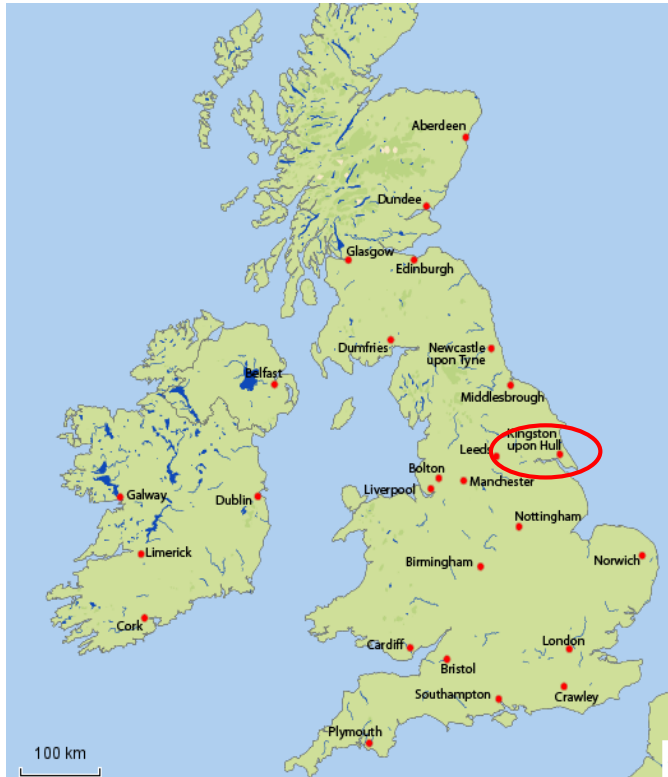 Aberdeen
Dundee
Glasgow
Edinburgh
Dumfries
Newcastle
upon Tyne
Belfast
Middlesbrough
Kingston
upon Hull
Leeds
Bolton
Manchester
Liverpool
Galway
Dublin
Nottingham
Limerick
Birmingham
Norwich
Cork
Cardiff
London
Bristol
Southampton
Crawley
Plymouth
100 km